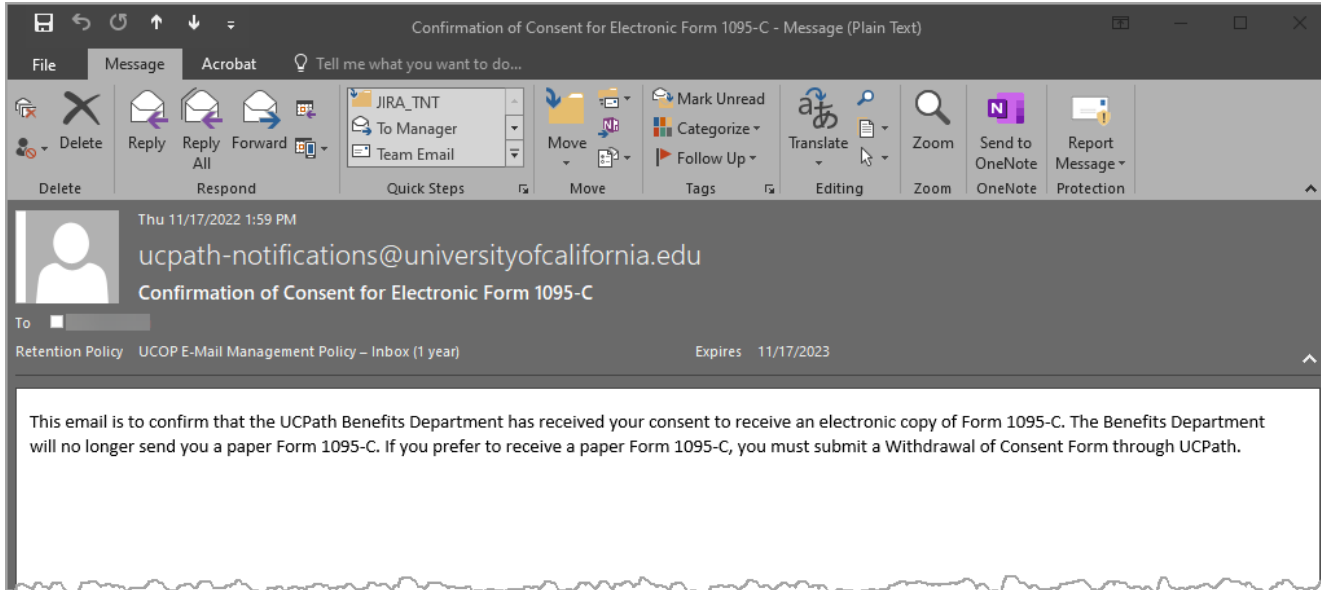 Confirmation of Consent for Electronic Form 1095-C - Message (Plain Text)
File Message Acrobat Tell me what you want to do...
Delete
Reply
Reply All
Forward
JIRA_TNT
To Manager
Team Email
Move
Mark Unread
Categorize
Follow Up
Translate
Zoom
Send to OneNote
Report Message
Delete Respond Quick Steps Move Tags Editing Zoom OneNote Protection
Thu 11/17/2022 1:59 PM
ucpath-notifications@universityofcalifornia.edu
Confirmation of Consent for Electronic Form 1095-C
To
Retention Policy UCOP E-Mail Management Policy – Inbox (1 year) Expires 11/17/2023
This email is to confirm that the UCPath Benefits Department has received your consent to receive an electronic copy of Form 1095-C. The Benefits Department
will no longer send you a paper Form 1095-C. If you prefer to receive a paper Form 1095-C, you must submit a Withdrawal of Consent Form through UCPath.